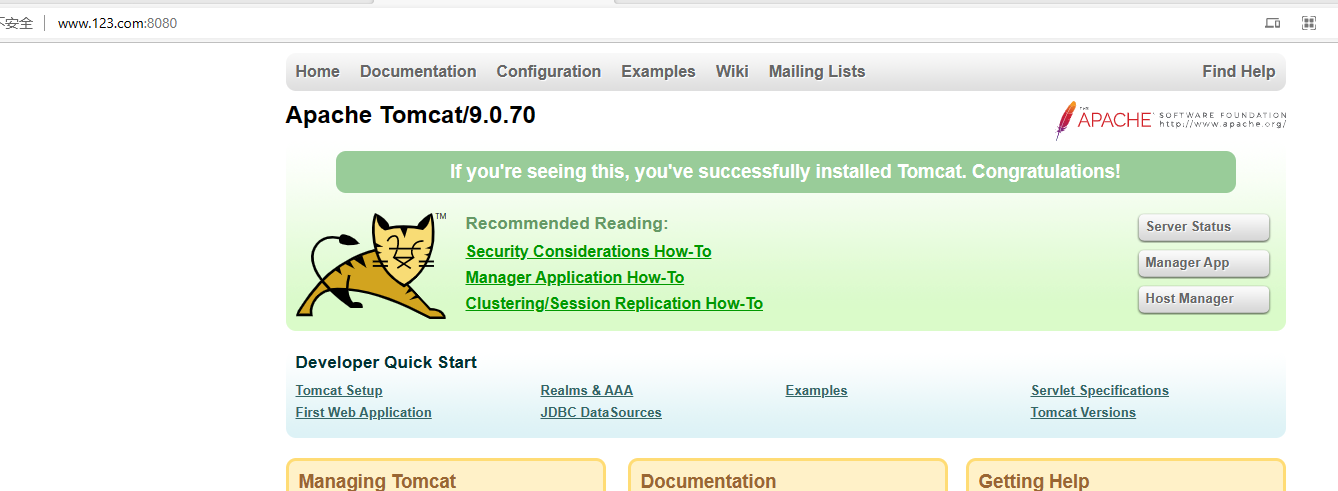 不安全 www.123.com:8080
Home Documentation Configuration Examples Wiki Mailing Lists Find Help
Apache Tomcat/9.0.70
THE APACHE SOFTWARE FOUNDATION
http://www.apache.org/
If you're seeing this, you've successfully installed Tomcat. Congratulations!
TM
Recommended Reading:
Security Considerations How-To
Manager Application How-To
Clustering/Session Replication How-To
Server Status
Manager App
Host Manager
Developer Quick Start
Tomcat Setup Realms & AAA Examples Servlet Specifications
First Web Application JDBC DataSources Tomcat Versions
Managing Tomcat Documentation Getting Help